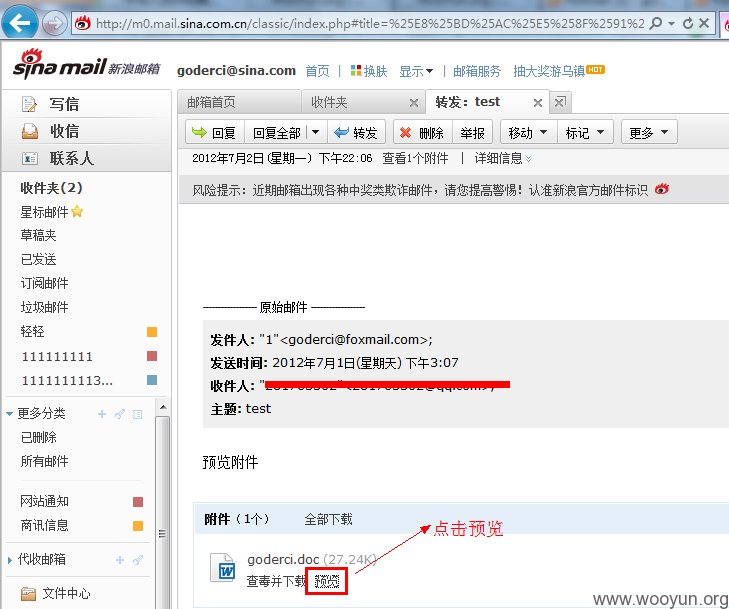 http://m0.mail.sina.com.cn/classic/index.php#title=%25E8%25BD%25AC%25E5%258F%2591%2
sina mail 新浪邮箱 goderci@sina.com 首页 | 换肤 显示 | 邮箱服务 抽大奖游乌镇 HOT
写信
收信
联系人
收件夹(2)
星标邮件
草稿夹
已发送
订阅邮件
垃圾邮件
轻轻
111111111
1111111113...
更多分类
已删除
所有邮件
网站通知
商讯信息
代收邮箱
文件中心
邮箱首页 收件夹 转发：test
回复 回复全部 转发 删除 举报 移动 标记 更多
2012年7月2日(星期一) 下午22:06 查看1个附件 | 详细信息
风险提示：近期邮箱出现各种中奖类欺诈邮件，请您提高警惕！认准新浪官方邮件标识
------------------ 原始邮件 ------------------
发件人: "1"<goderci@foxmail.com>;
发送时间: 2012年7月1日(星期天) 下午3:07
收件人:
主题: test
预览附件
附件（1个） 全部下载
goderci.doc (27.24K)
查毒并下载 预览
点击预览
www.wooyun.org